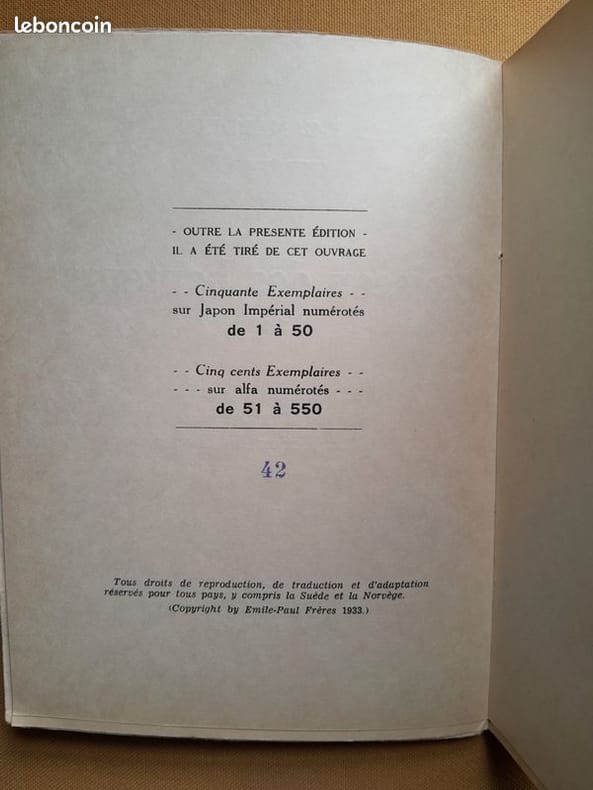 leboncoin
- OUTRE LA PRESENTE ÉDITION -
IL A ÉTÉ TIRÉ DE CET OUVRAGE
- - Cinquante Exemplaires - -
sur Japon Impérial numérotés
de 1 à 50
- - Cinq cents Exemplaires - -
- - - sur alfa numérotés - - -
de 51 à 550
42
Tous droits de reproduction, de traduction et d'adaptation
réservés pour tous pays, y compris la Suède et la Norvège.
(Copyright by Emile-Paul Frères 1933.)